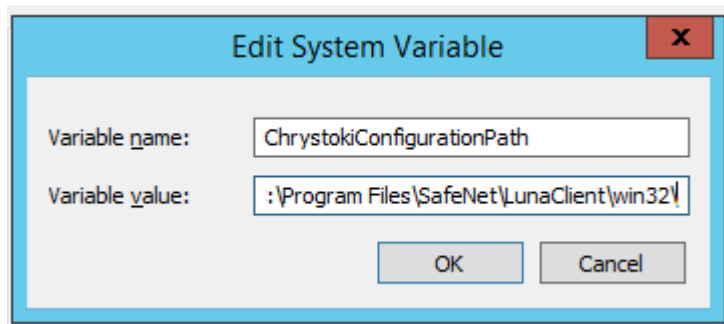 Edit System Variable
x
Variable name: ChrystokiConfigurationPath
Variable value: :\Program Files\SafeNet\LunaClient\win32\
OK Cancel